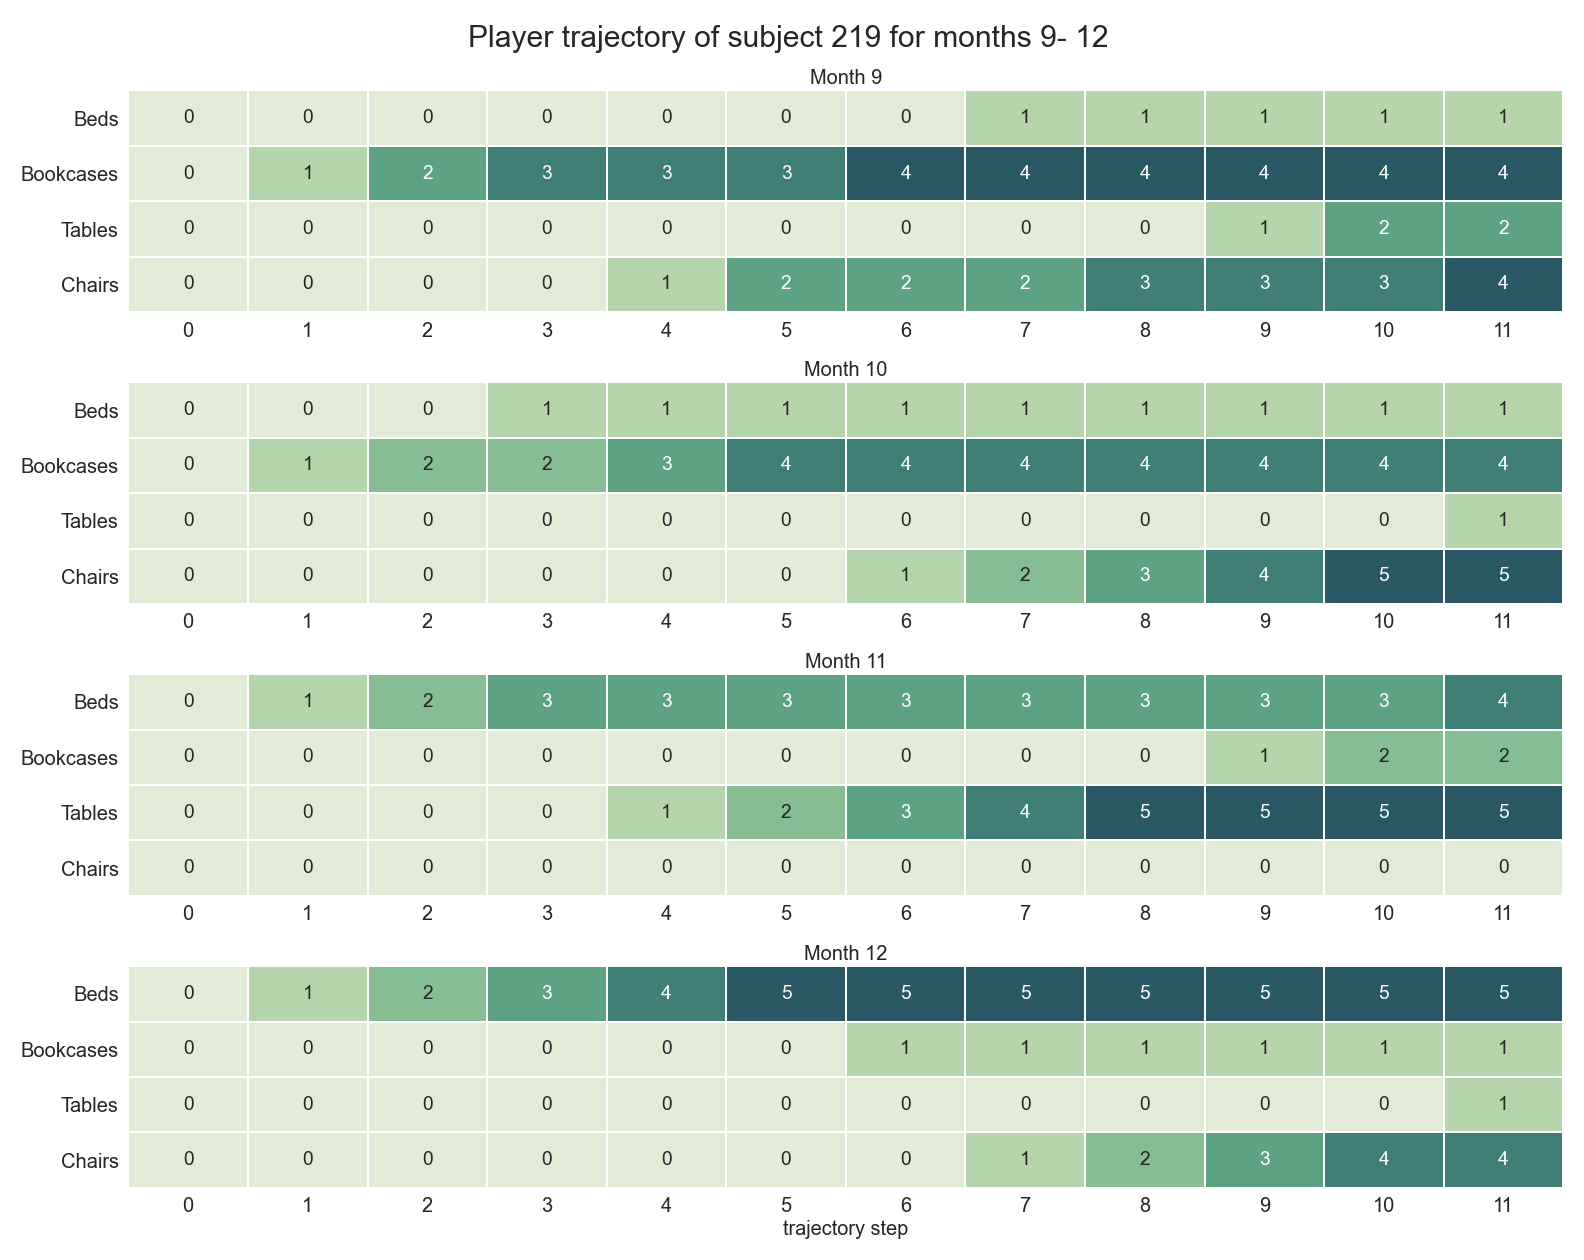 Player trajectory of subject 219 for months 9- 12
Month 9
Beds 0 0 0 0 0 0 0 1 1 1 1 1
Bookcases 0 1 2 3 3 3 4 4 4 4 4 4
Tables 0 0 0 0 0 0 0 0 0 1 2 2
Chairs 0 0 0 0 1 2 2 2 3 3 3 4
0 1 2 3 4 5 6 7 8 9 10 11
Month 10
Beds 0 0 0 1 1 1 1 1 1 1 1 1
Bookcases 0 1 2 2 3 4 4 4 4 4 4 4
Tables 0 0 0 0 0 0 0 0 0 0 0 1
Chairs 0 0 0 0 0 0 1 2 3 4 5 5
0 1 2 3 4 5 6 7 8 9 10 11
Month 11
Beds 0 1 2 3 3 3 3 3 3 3 3 4
Bookcases 0 0 0 0 0 0 0 0 0 1 2 2
Tables 0 0 0 0 1 2 3 4 5 5 5 5
Chairs 0 0 0 0 0 0 0 0 0 0 0 0
0 1 2 3 4 5 6 7 8 9 10 11
Month 12
Beds 0 1 2 3 4 5 5 5 5 5 5 5
Bookcases 0 0 0 0 0 0 1 1 1 1 1 1
Tables 0 0 0 0 0 0 0 0 0 0 0 1
Chairs 0 0 0 0 0 0 0 1 2 3 4 4
0 1 2 3 4 5 6 7 8 9 10 11
trajectory step